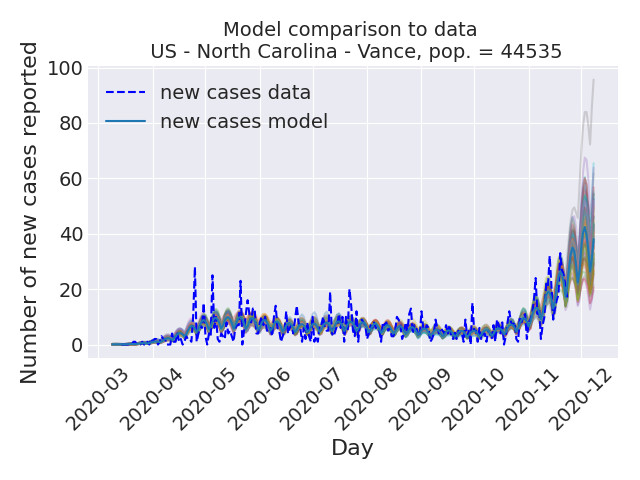 Model comparison to data
US - North Carolina - Vance, pop. = 44535
Number of new cases reported
100
80
60
40
20
0
new cases data
new cases model
2020-03
2020-04
2020-05
2020-06
2020-07
2020-08
2020-09
2020-10
2020-11
2020-12
Day